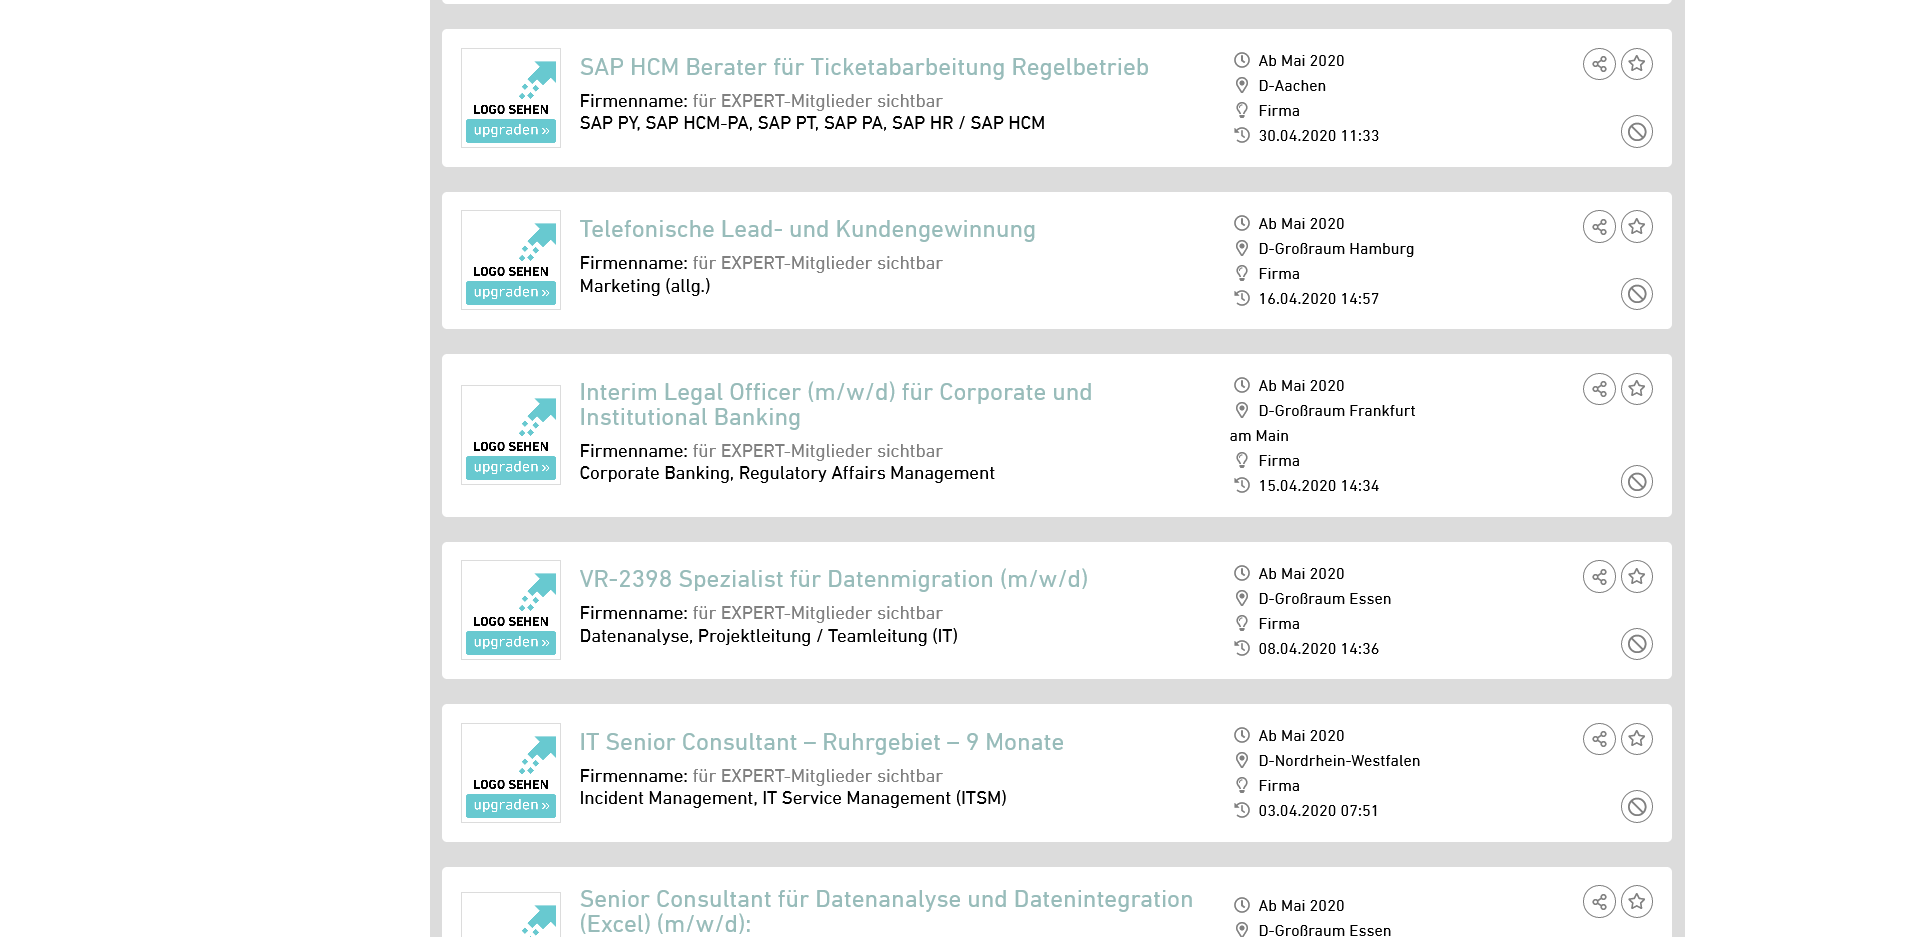 SAP HCM Berater für Ticketabarbeitung Regelbetrieb
LOGO SEHEN
upgraden »
Firmenname: für EXPERT-Mitglieder sichtbar
SAP PY, SAP HCM-PA, SAP PT, SAP PA, SAP HR / SAP HCM
Ab Mai 2020
D-Aachen
Firma
30.04.2020 11:33
Telefonische Lead- und Kundengewinnung
LOGO SEHEN
upgraden »
Firmenname: für EXPERT-Mitglieder sichtbar
Marketing (allg.)
Ab Mai 2020
D-Großraum Hamburg
Firma
16.04.2020 14:57
Interim Legal Officer (m/w/d) für Corporate und
Institutional Banking
LOGO SEHEN
upgraden »
Firmenname: für EXPERT-Mitglieder sichtbar
Corporate Banking, Regulatory Affairs Management
Ab Mai 2020
D-Großraum Frankfurt
am Main
Firma
15.04.2020 14:34
VR-2398 Spezialist für Datenmigration (m/w/d)
LOGO SEHEN
upgraden »
Firmenname: für EXPERT-Mitglieder sichtbar
Datenanalyse, Projektleitung / Teamleitung (IT)
Ab Mai 2020
D-Großraum Essen
Firma
08.04.2020 14:36
IT Senior Consultant – Ruhrgebiet – 9 Monate
LOGO SEHEN
upgraden »
Firmenname: für EXPERT-Mitglieder sichtbar
Incident Management, IT Service Management (ITSM)
Ab Mai 2020
D-Nordrhein-Westfalen
Firma
03.04.2020 07:51
Senior Consultant für Datenanalyse und Datenintegration
(Excel) (m/w/d):
Ab Mai 2020
D-Großraum Essen